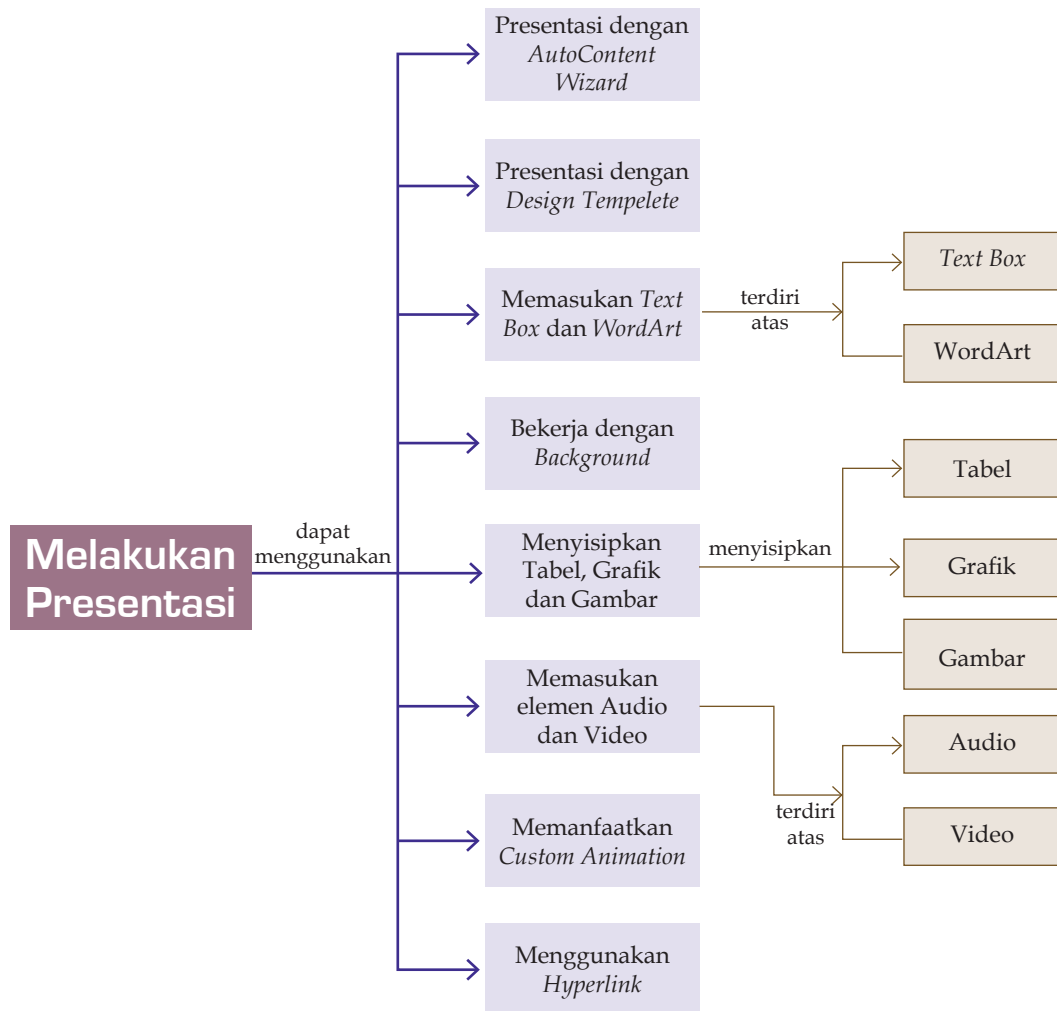 Melakukan
Presentasi
dapat
menggunakan
Presentasi dengan
AutoContent
Wizard
Presentasi dengan
Design Tempelete
Memasukan Text
Box dan WordArt
terdiri
atas
Text Box
WordArt
Bekerja dengan
Background
Menyisipkan
Tabel, Grafik
dan Gambar
menyisipkan
Tabel
Grafik
Gambar
Memasukan
elemen Audio
dan Video
terdiri
atas
Audio
Video
Memanfaatkan
Custom Animation
Menggunakan
Hyperlink